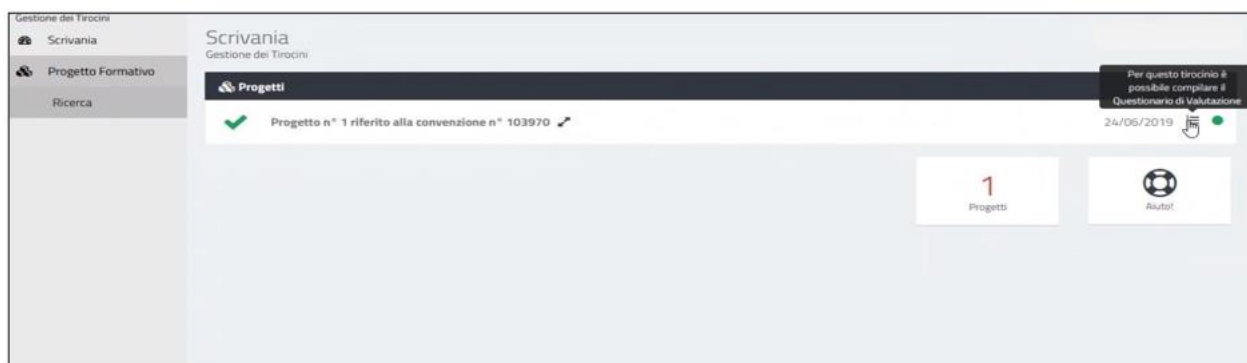 Gestione dei Tirocini
Scrivania
Progetto Formativo
Ricerca
Scrivania
Gestione dei Tirocini
Progetti
Per questo tirocinio è
possibile compilare il
Questionario di Valutazione
Progetto n° 1 riferito alla convenzione n° 103970
24/06/2019
1
Progetti
Aiuto!